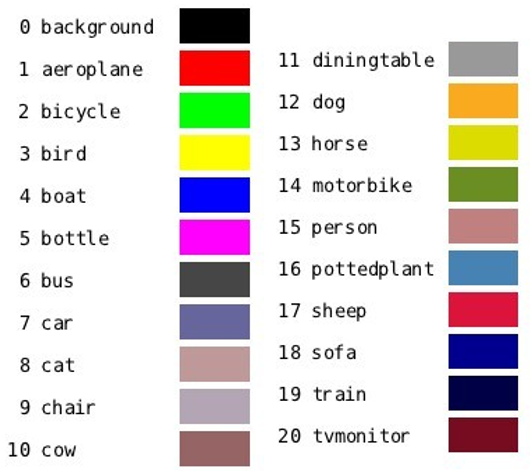 0 background
1 aeroplane
2 bicycle
3 bird
4 boat
5 bottle
6 bus
7 car
8 cat
9 chair
10 cow
11 diningtable
12 dog
13 horse
14 motorbike
15 person
16 pottedplant
17 sheep
18 sofa
19 train
20 tvmonitor